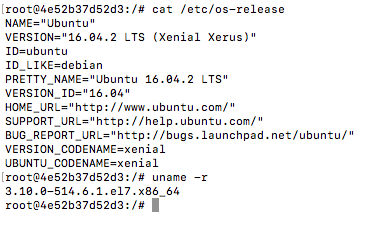 [root@4e52b37d52d3:/# cat /etc/os-release
NAME="Ubuntu"
VERSION="16.04.2 LTS (Xenial Xerus)"
ID=ubuntu
ID_LIKE=debian
PRETTY_NAME="Ubuntu 16.04.2 LTS"
VERSION_ID="16.04"
HOME_URL="http://www.ubuntu.com/"
SUPPORT_URL="http://help.ubuntu.com/"
BUG_REPORT_URL="http://bugs.launchpad.net/ubuntu/"
VERSION_CODENAME=xenial
UBUNTU_CODENAME=xenial
[root@4e52b37d52d3:/# uname -r
3.10.0-514.6.1.el7.x86_64
root@4e52b37d52d3:/#